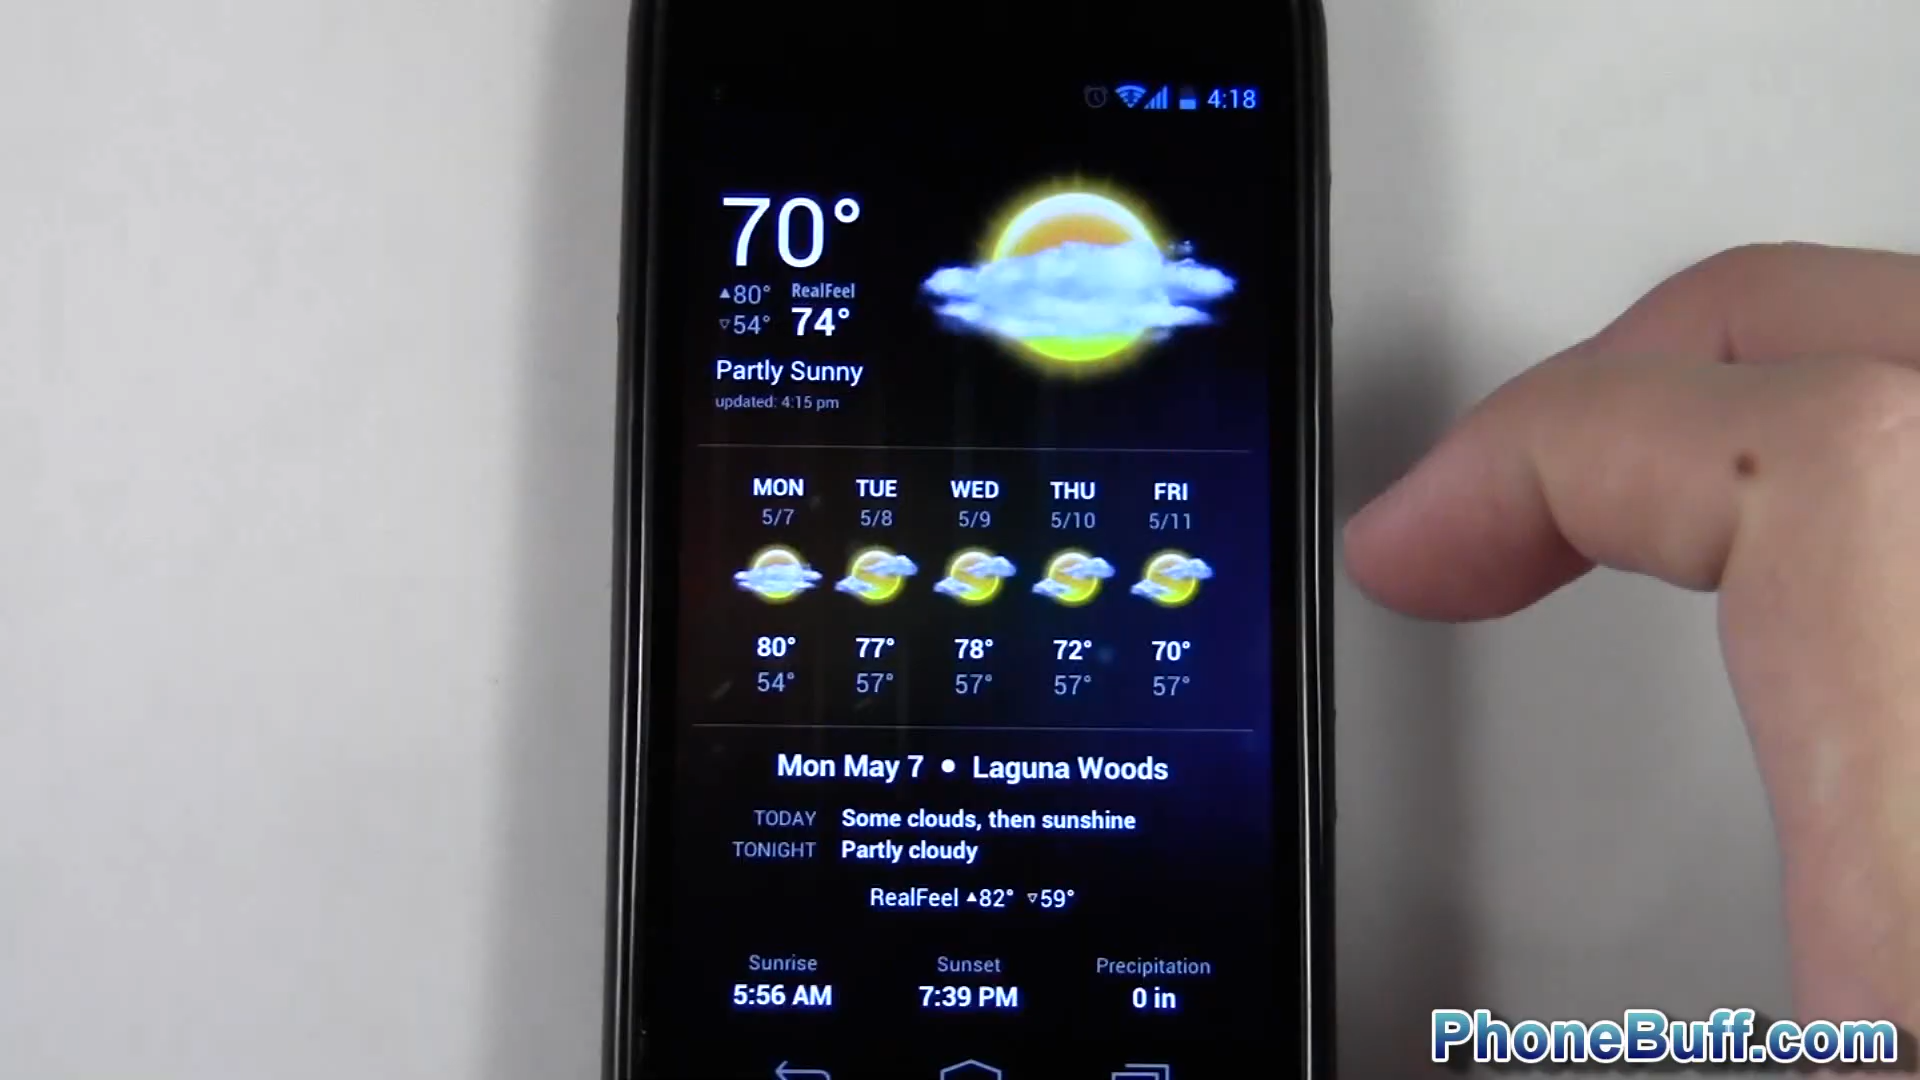 4:18
70°
▲80° RealFeel
▽54° 74°
Partly Sunny
updated: 4:15 pm
MON TUE WED THU FRI
5/7 5/8 5/9 5/10 5/11
80° 77° 78° 72° 70°
54° 57° 57° 57° 57°
Mon May 7 • Laguna Woods
TODAY Some clouds, then sunshine
TONIGHT Partly cloudy
RealFeel ▲82° ▽59°
Sunrise Sunset Precipitation
5:56 AM 7:39 PM 0 in
PhoneBuff.com